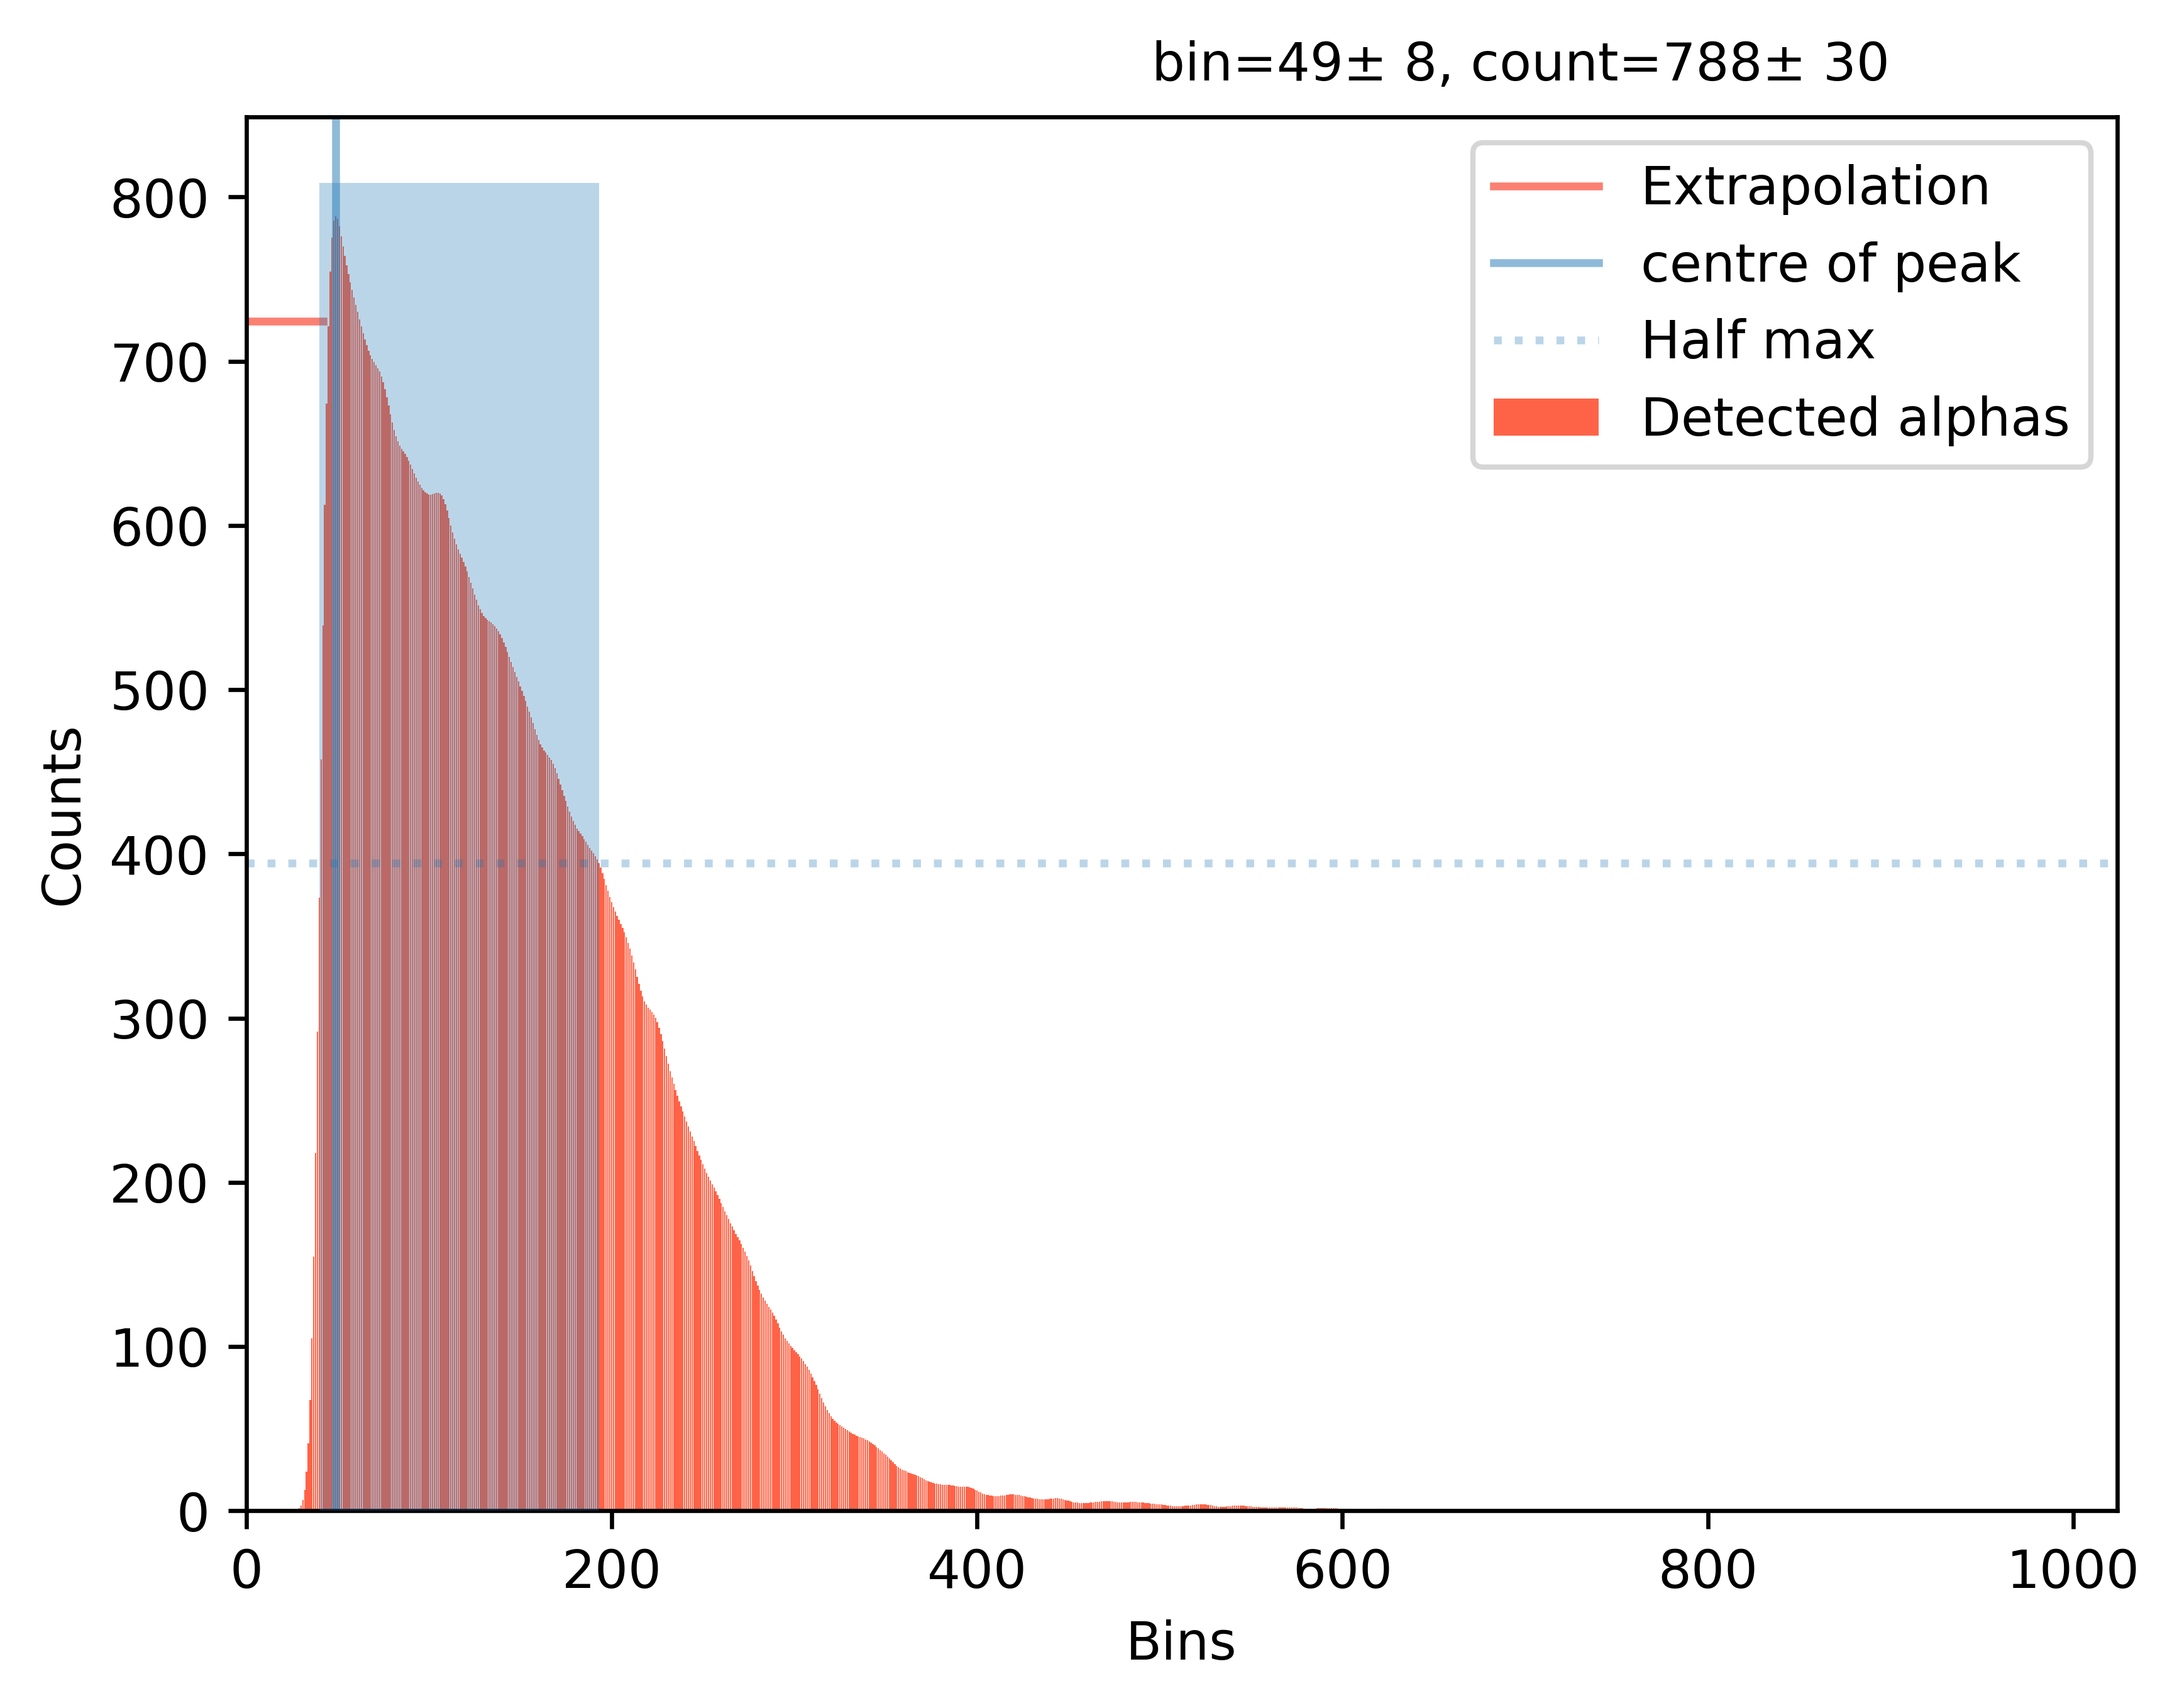 bin=49± 8, count=788± 30
Extrapolation
centre of peak
Half max
Detected alphas
800
700
600
500
400
300
200
100
0
Counts
0 200 400 600 800 1000
Bins